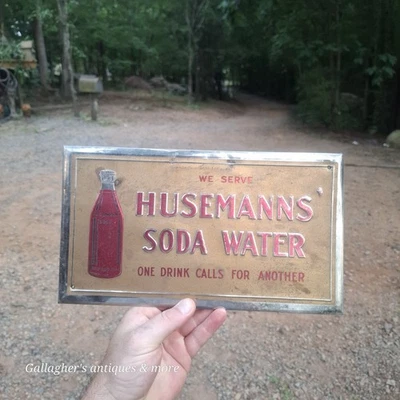 WE SERVE
HUSEMANNS'
SODA WATER
ONE DRINK CALLS FOR ANOTHER
Gallagher's antiques & more